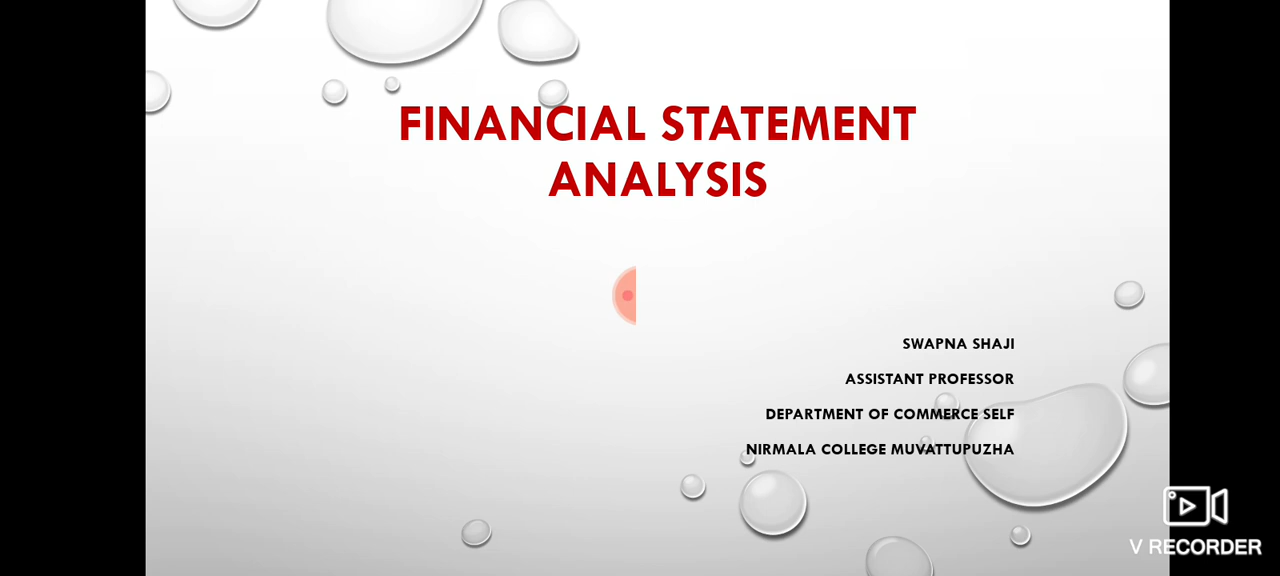 FINANCIAL STATEMENT
ANALYSIS
SWAPNA SHAJI
ASSISTANT PROFESSOR
DEPARTMENT OF COMMERCE SELF
NIRMALA COLLEGE MUVATTUPUZHA
V RECORDER